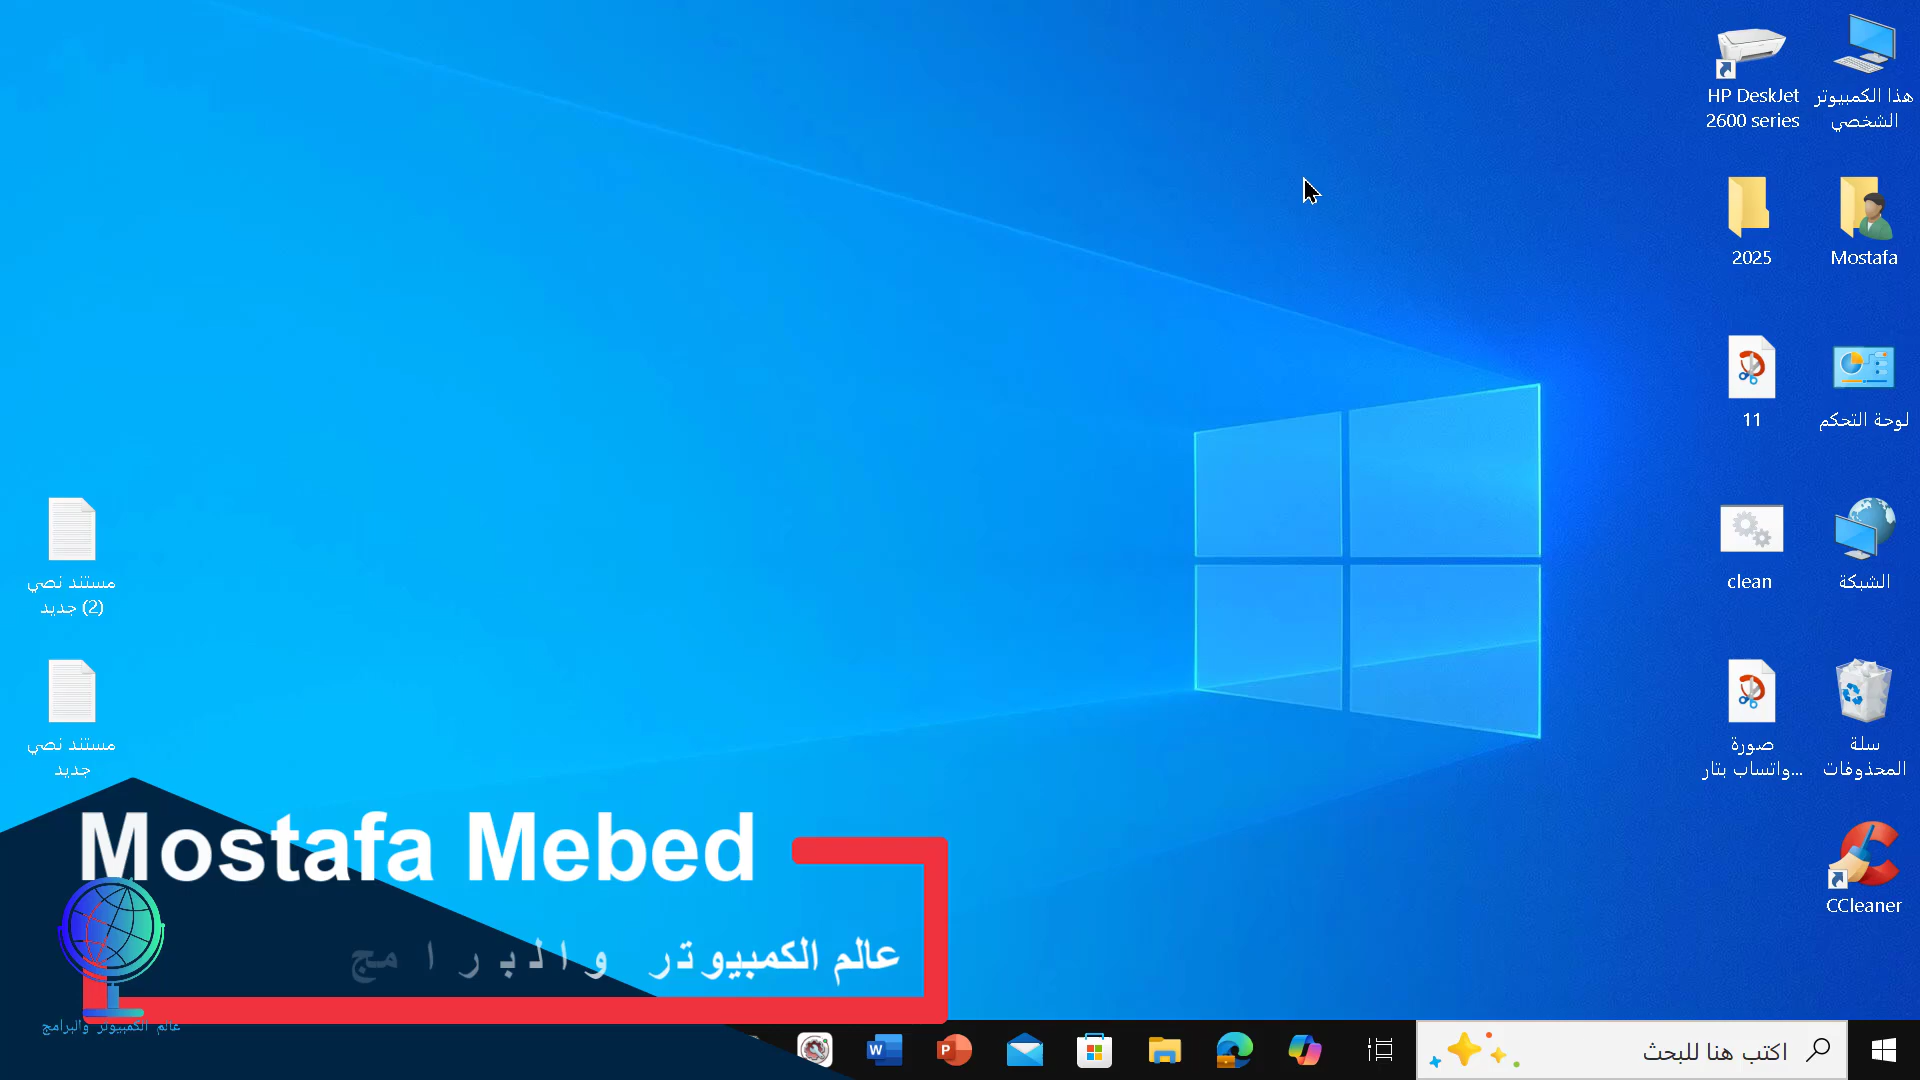 هذا الكمبيوتر
الشخصي
HP DeskJet
2600 series
Mostafa
2025
لوحة التحكم
11
الشبكة
clean
سلة
المحذوفات
صورة
واتساب بتار...
CCleaner
مستند نصي
جديد (2)
مستند نصي
جديد
Mostafa Mebed
عالم الكمبيوتر والبرامج
عالم الكمبيوتر والبرامج
اكتب هنا للبحث